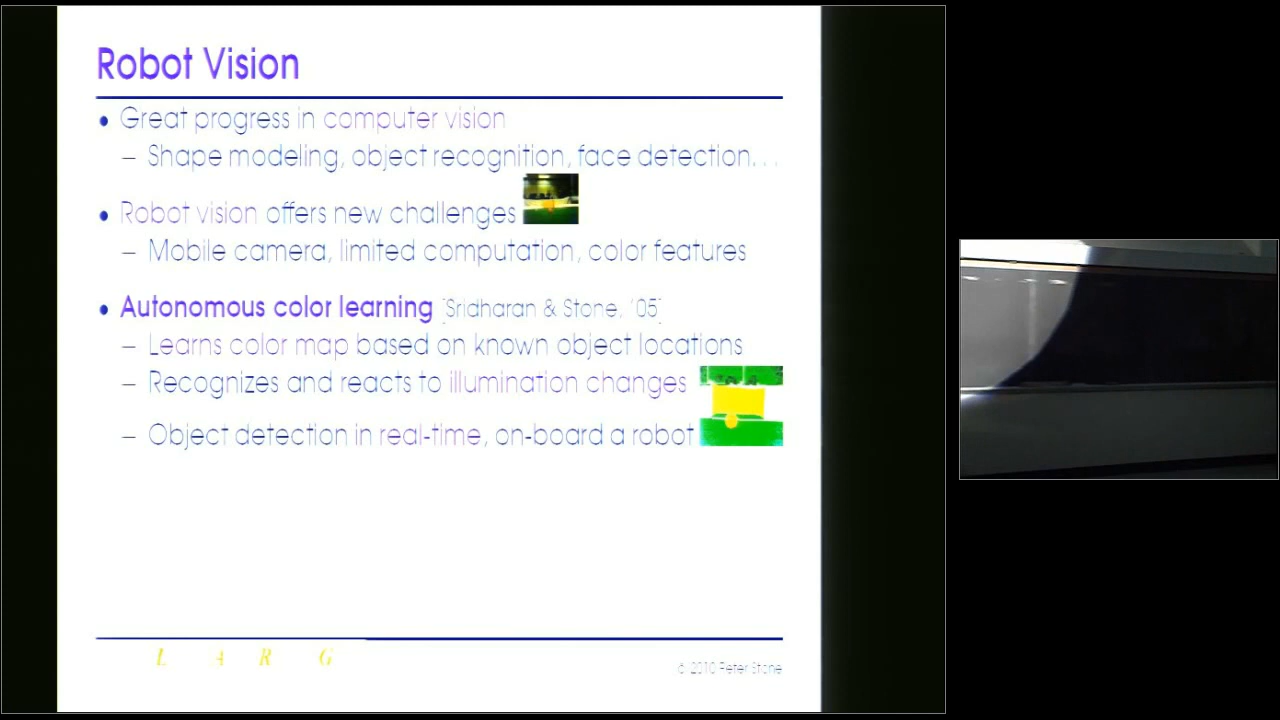 Robot Vision
• Great progress in computer vision
– Shape modeling, object recognition, face detection. . .
• Robot vision offers new challenges
– Mobile camera, limited computation, color features
• Autonomous color learning [Sridharan & Stone, '05]
– Learns color map based on known object locations
– Recognizes and reacts to illumination changes
– Object detection in real-time, on-board a robot
L A R G
© 2010 Peter Stone